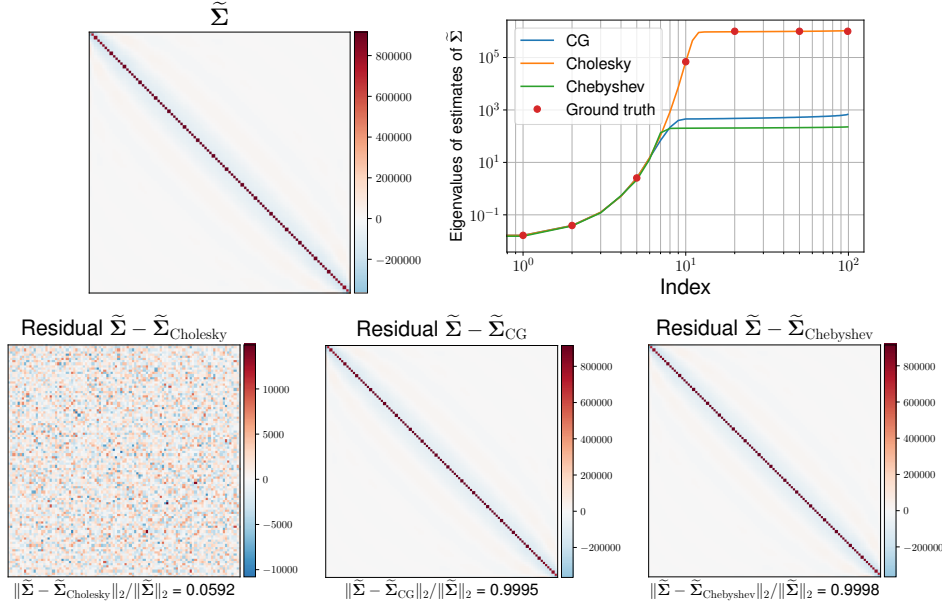 Σ̃
800000
600000
400000
200000
0
−200000
Eigenvalues of estimates of Σ̃
10^5
10^3
10^1
10^−1
CG
Cholesky
Chebyshev
Ground truth
10^0
10^1
10^2
Index
Residual Σ̃ − Σ̃_Cholesky
10000
5000
0
−5000
−10000
‖Σ̃ − Σ̃_Cholesky‖_2/‖Σ̃‖_2 = 0.0592
Residual Σ̃ − Σ̃_CG
800000
600000
400000
200000
0
−200000
‖Σ̃ − Σ̃_CG‖_2/‖Σ̃‖_2 = 0.9995
Residual Σ̃ − Σ̃_Chebyshev
800000
600000
400000
200000
0
−200000
‖Σ̃ − Σ̃_Chebyshev‖_2/‖Σ̃‖_2 = 0.9998